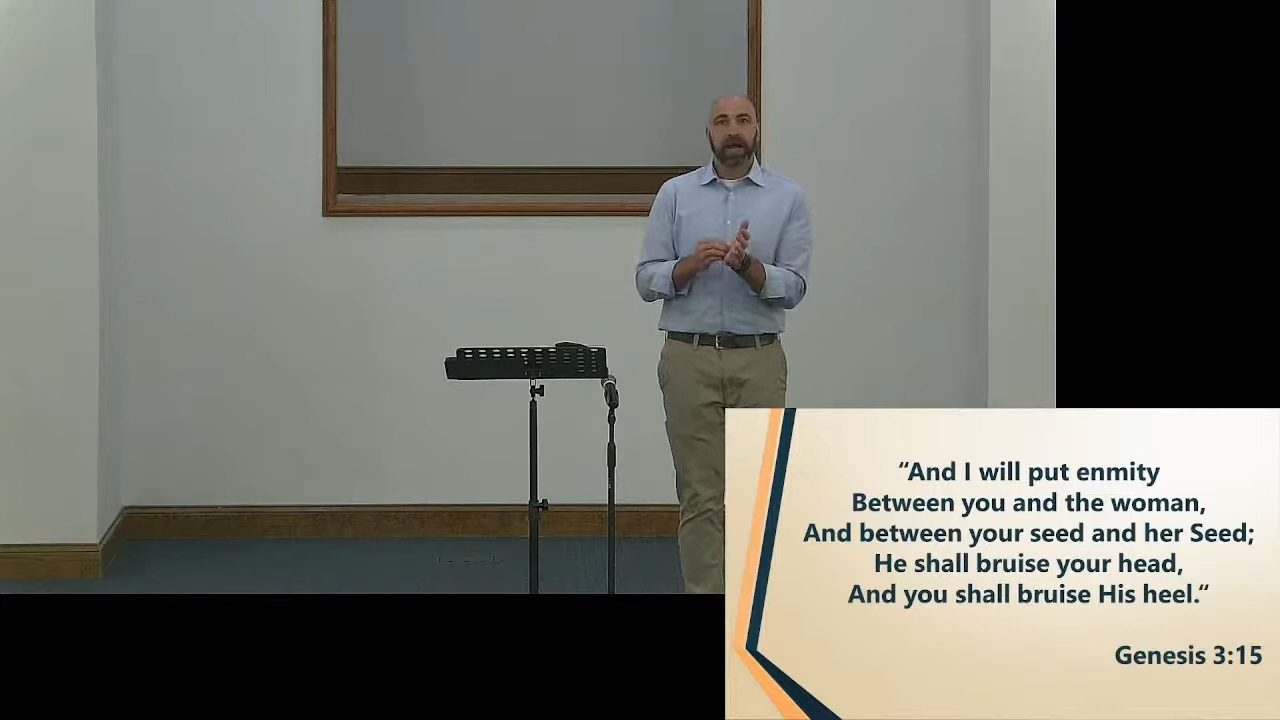 “And I will put enmity
Between you and the woman,
And between your seed and her Seed;
He shall bruise your head,
And you shall bruise His heel.“
Genesis 3:15